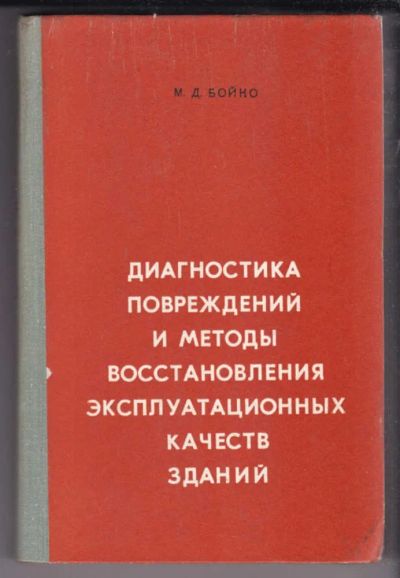 М. Д. БОЙКО
ДИАГНОСТИКА
ПОВРЕЖДЕНИЙ
И МЕТОДЫ
ВОССТАНОВЛЕНИЯ
ЭКСПЛУАТАЦИОННЫХ
КАЧЕСТВ
ЗДАНИЙ